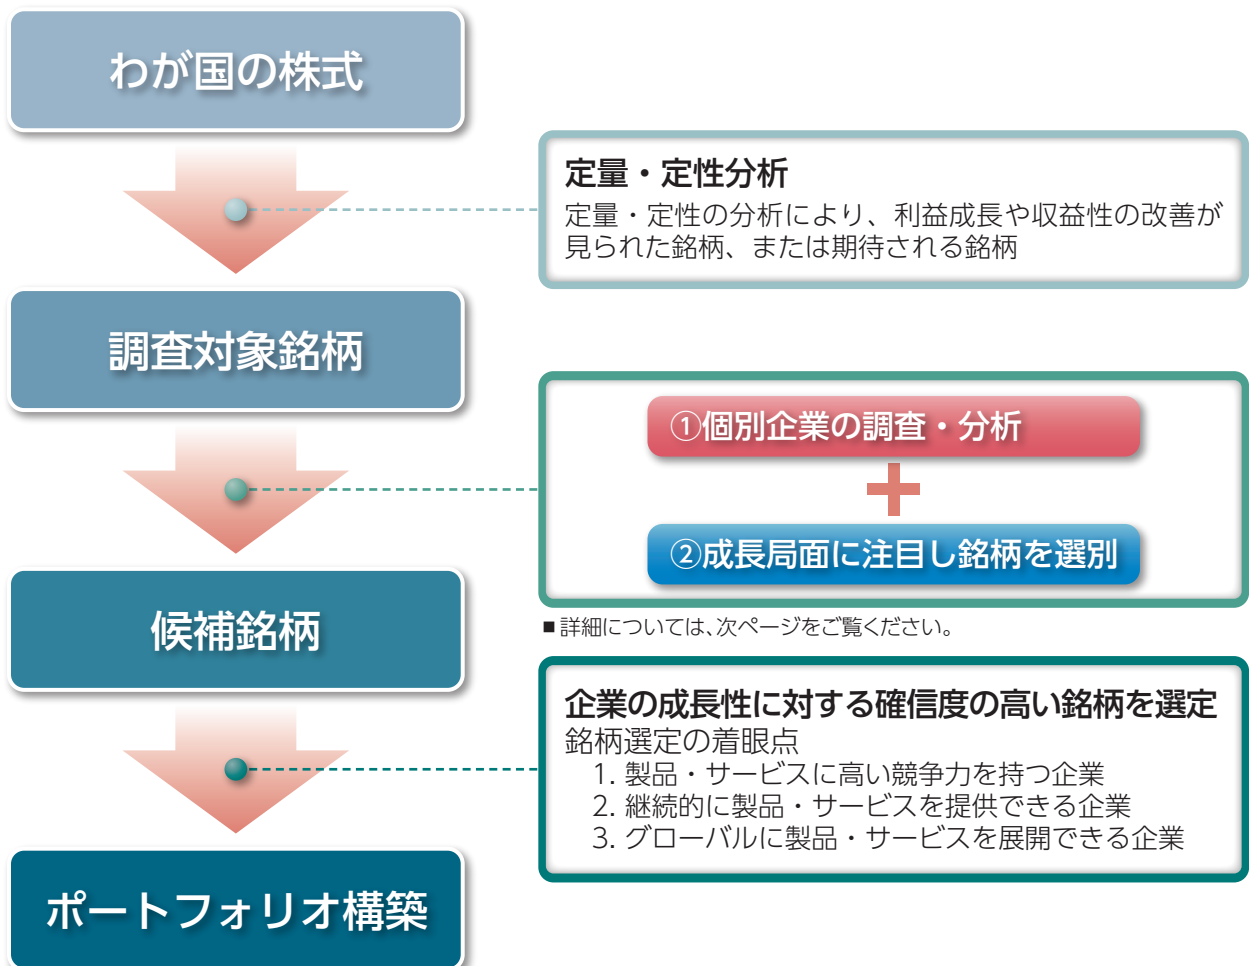 わが国の株式
定量・定性分析
定量・定性の分析により、利益成長や収益性の改善が
見られた銘柄、または期待される銘柄
調査対象銘柄
①個別企業の調査・分析
+
②成長局面に注目し銘柄を選別
■詳細については、次ページをご覧ください。
候補銘柄
企業の成長性に対する確信度の高い銘柄を選定
銘柄選定の着眼点
1. 製品・サービスに高い競争力を持つ企業
2. 継続的に製品・サービスを提供できる企業
3. グローバルに製品・サービスを展開できる企業
ポートフォリオ構築